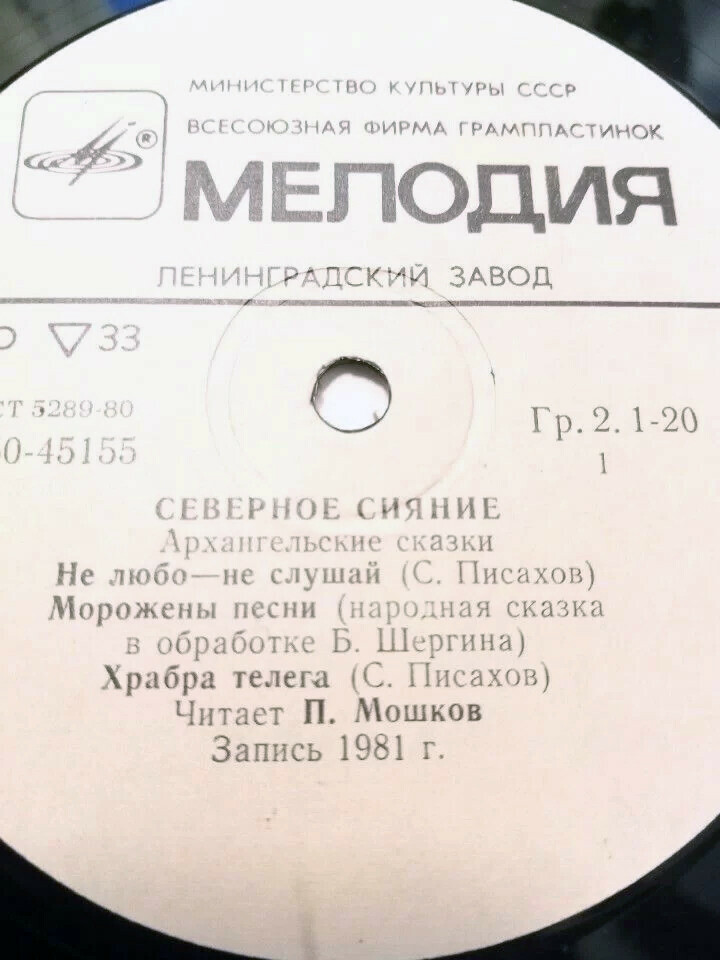 МИНИСТЕРСТВО КУЛЬТУРЫ СССР
ВСЕСОЮЗНАЯ ФИРМА ГРАМПЛАСТИНОК
®
МЕЛОДИЯ
ЛЕНИНГРАДСКИЙ ЗАВОД
33
5289-80
0-45155
Гр. 2. 1-20
1
СЕВЕРНОЕ СИЯНИЕ
Архангельские сказки
Не любо—не слушай (С. Писахов)
Морожены песни (народная сказка
в обработке Б. Шергина)
Храбра телега (С. Писахов)
Читает П. Мошков
Запись 1981 г.